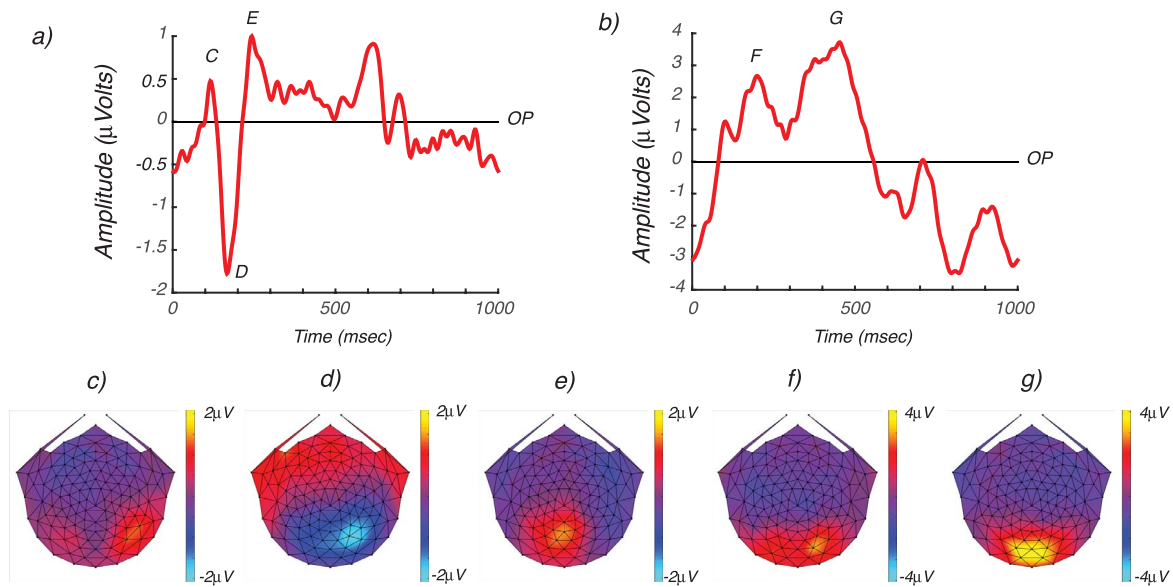 a)
E
C
D
OP
1
0.5
0
-0.5
-1
-1.5
-2
Amplitude (μ Volts)
0
500
1000
Time (msec)
b)
F
G
OP
4
3
2
1
0
-1
-2
-3
-4
Amplitude (μ Volts)
0
500
1000
Time (msec)
c)
2μV
-2μV
d)
2μV
-2μV
e)
2μV
-2μV
f)
4μV
-4μV
g)
4μV
-4μV